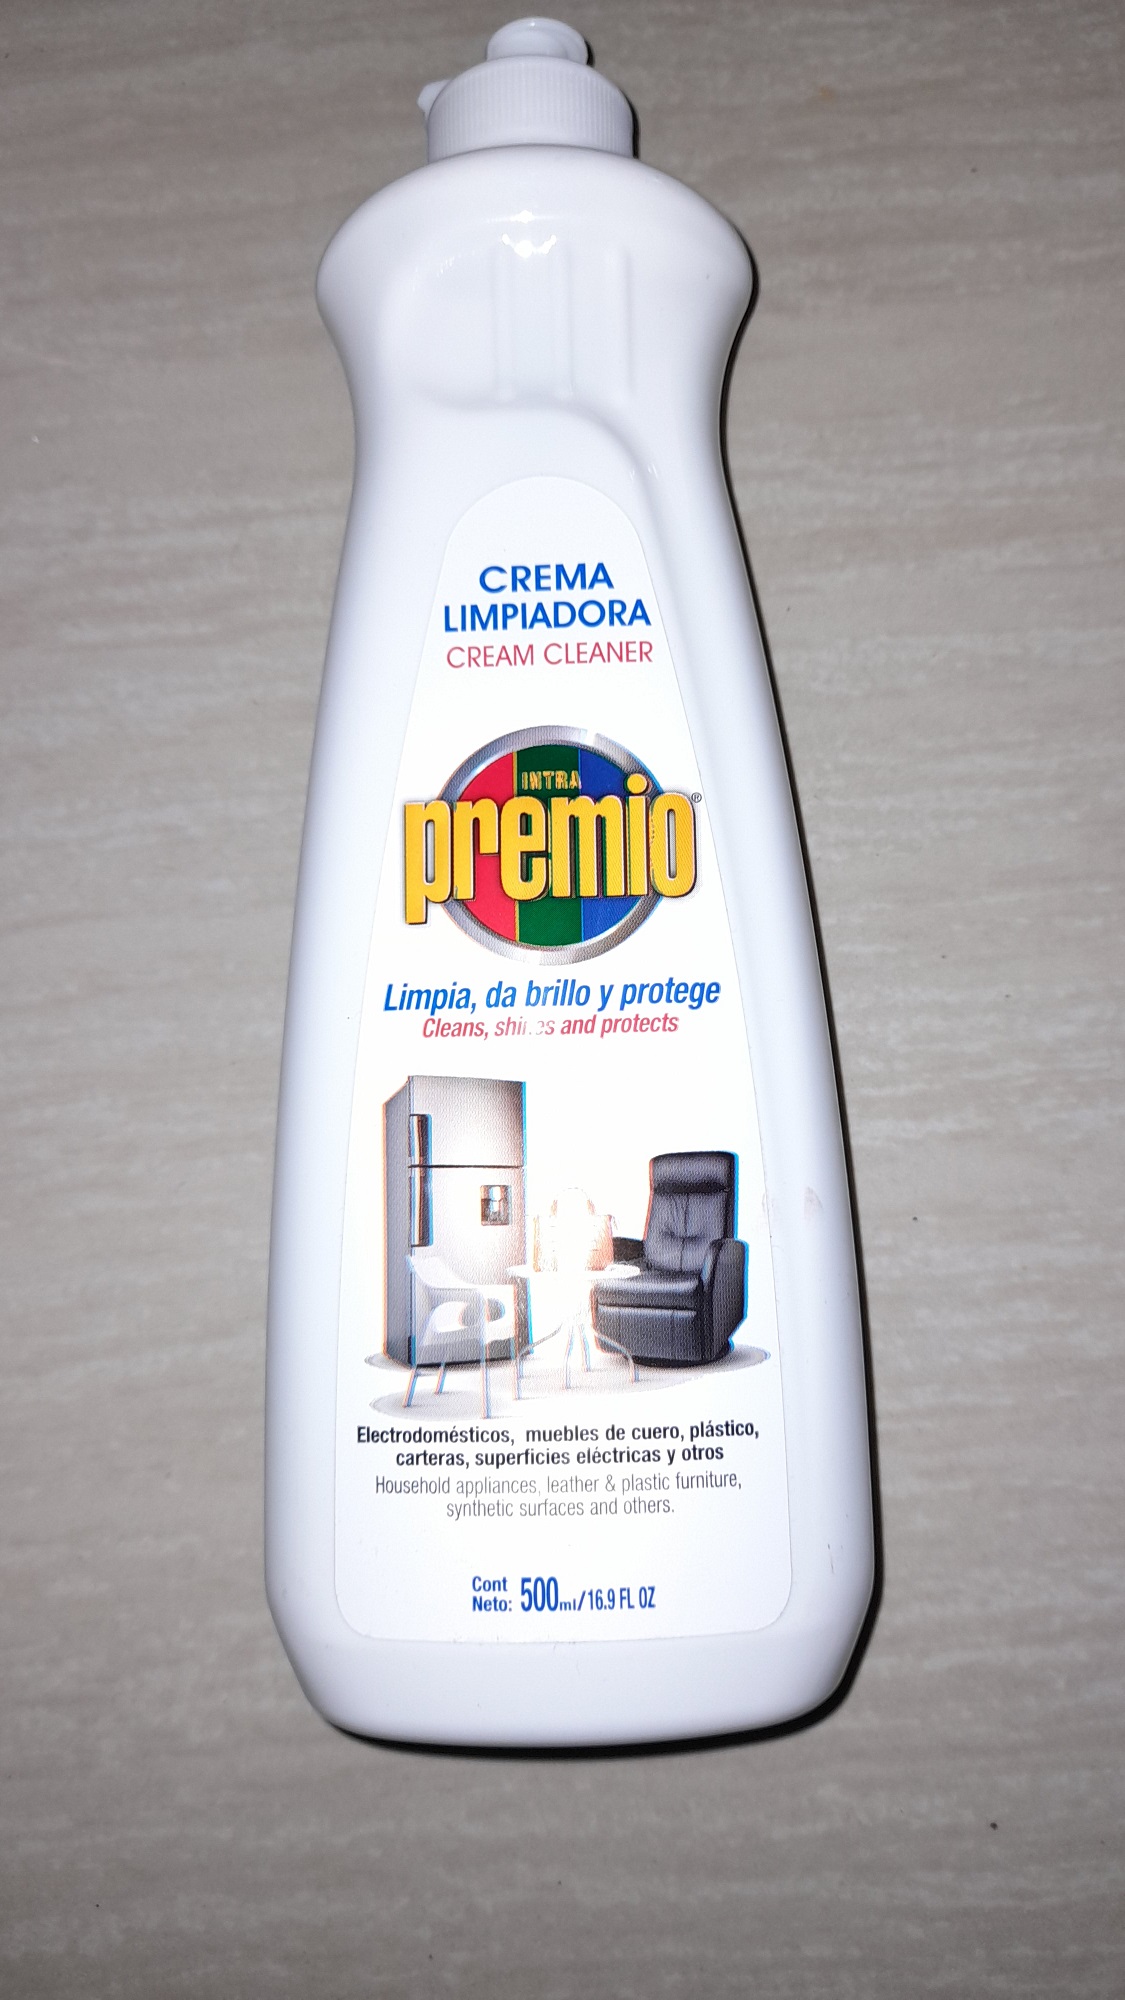 CREMA
LIMPIADORA
CREAM CLEANER
INTRA
premio®
Limpia, da brillo y protege
Cleans, shines and protects
Electrodomésticos, muebles de cuero, plástico,
carteras, superficies eléctricas y otros
Household appliances, leather & plastic furniture,
synthetic surfaces and others.
Cont
Neto: 500ml/16.9 FL OZ